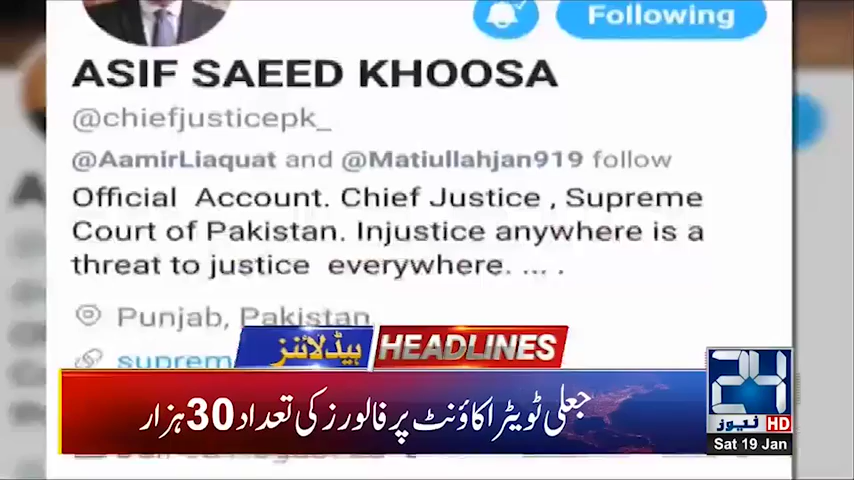 Following
ASIF SAEED KHOOSA
@chiefjusticepk_
@AamirLiaquat and @Matiullahjan919 follow
Official Account. Chief Justice , Supreme
Court of Pakistan. Injustice anywhere is a
threat to justice everywhere. ... .
Punjab, Pakistan
suprem
ہیڈلائنز HEADLINES
جعلی ٹویٹر اکاؤنٹ پر فالورز کی تعداد 30 ہزار
24
نیوز HD
Sat 19 Jan